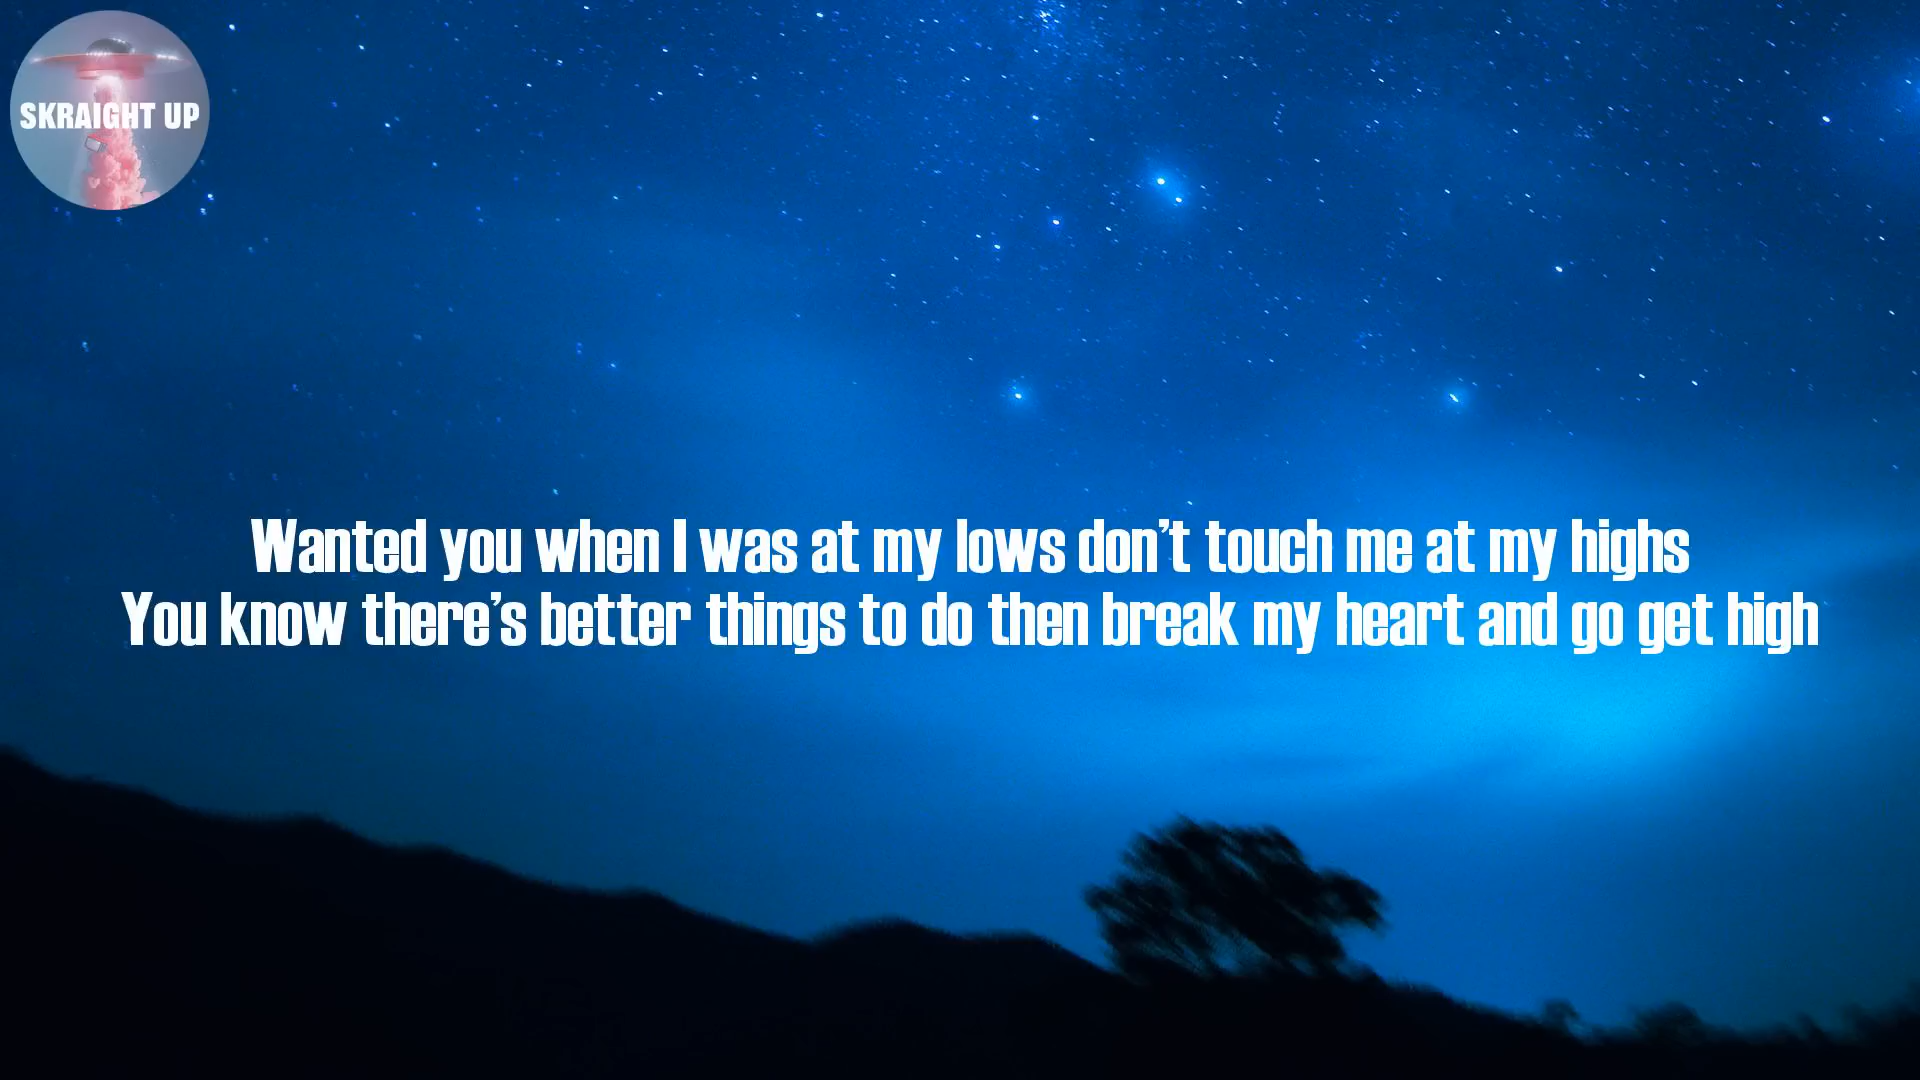 SKRAIGHT UP
Wanted you when I was at my lows don't touch me at my highs
You know there's better things to do then break my heart and go get high